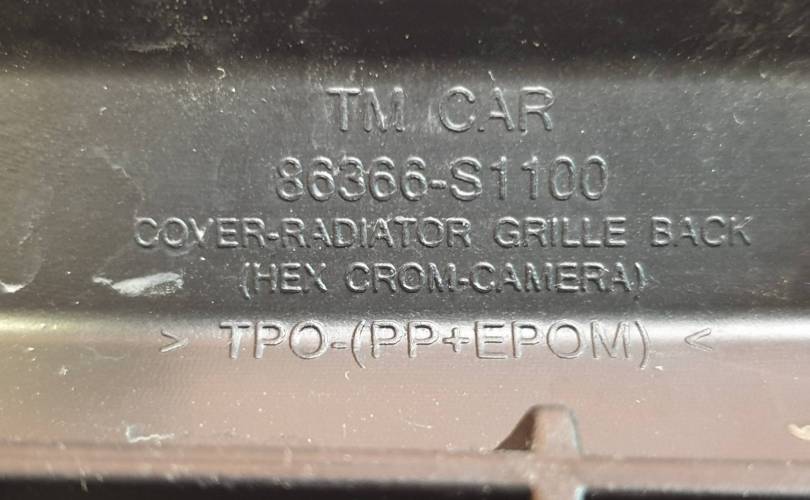 TM CAR
86366-S1100
COVER-RADIATOR GRILLE BACK
(HEX CROM-CAMERA)
> TPO-(PP+EPOM) <